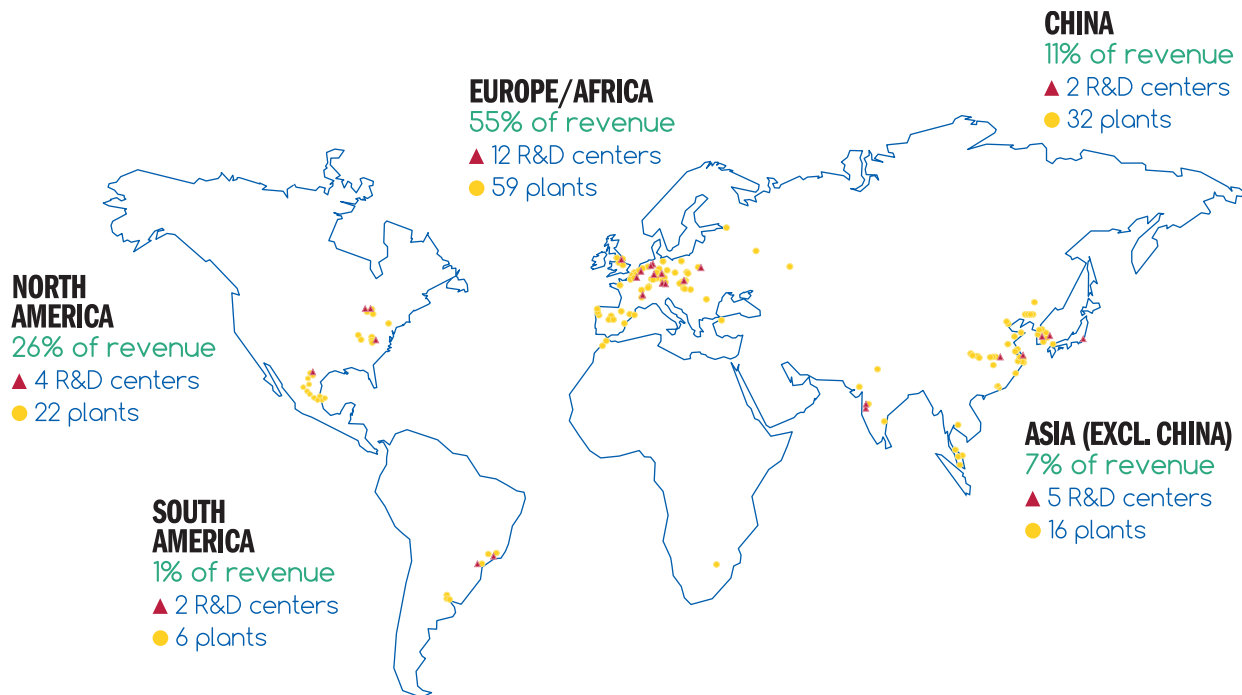 CHINA
11% of revenue
2 R&D centers
32 plants
EUROPE/AFRICA
55% of revenue
12 R&D centers
59 plants
NORTH
AMERICA
26% of revenue
4 R&D centers
22 plants
ASIA (EXCL. CHINA)
7% of revenue
5 R&D centers
16 plants
SOUTH
AMERICA
1% of revenue
2 R&D centers
6 plants